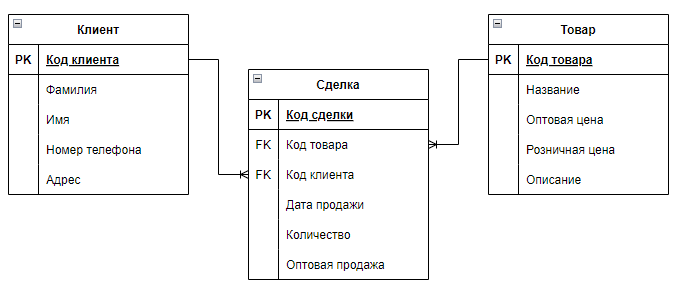 Клиент
PK Код клиента
Фамилия
Имя
Номер телефона
Адрес
Сделка
PK Код сделки
FK Код товара
FK Код клиента
Дата продажи
Количество
Оптовая продажа
Товар
PK Код товара
Название
Оптовая цена
Розничная цена
Описание